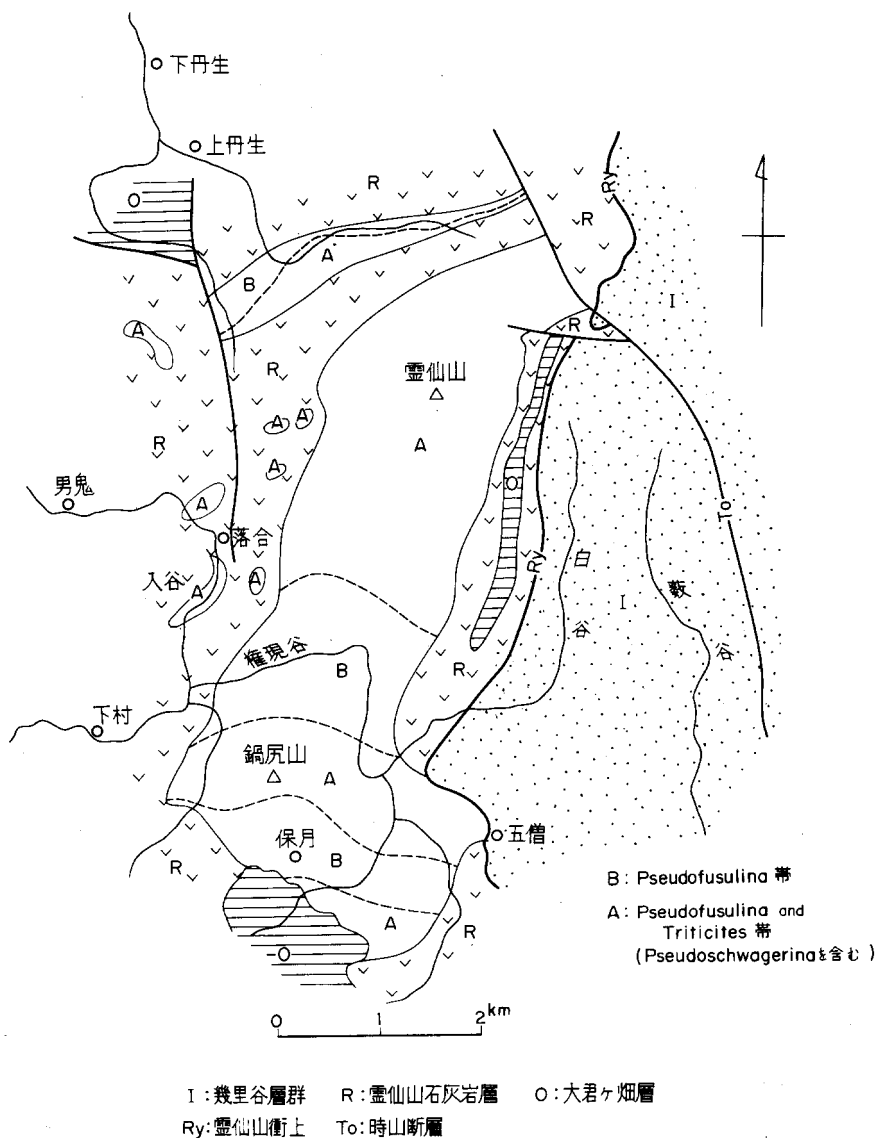 下丹生
上丹生
R
O
Ry
R
A
B
I
A
R
霊仙山
R
A
A
A
R
A
O
男鬼
A
落合
Ry
白谷
I
藪谷
To
入谷
A
A
権現谷
B
R
下村
鍋尻山
A
保月
B
五僧
R
A
R
O
B: Pseudofusulina 帯
A: Pseudofusulina and
Triticites 帯
(Pseudoschwagerinaを含む)
0 1 2 km
I:幾里谷層群 R:霊仙山石灰岩層 O:大君ヶ畑層
Ry:霊仙山衝上 To:時山断層